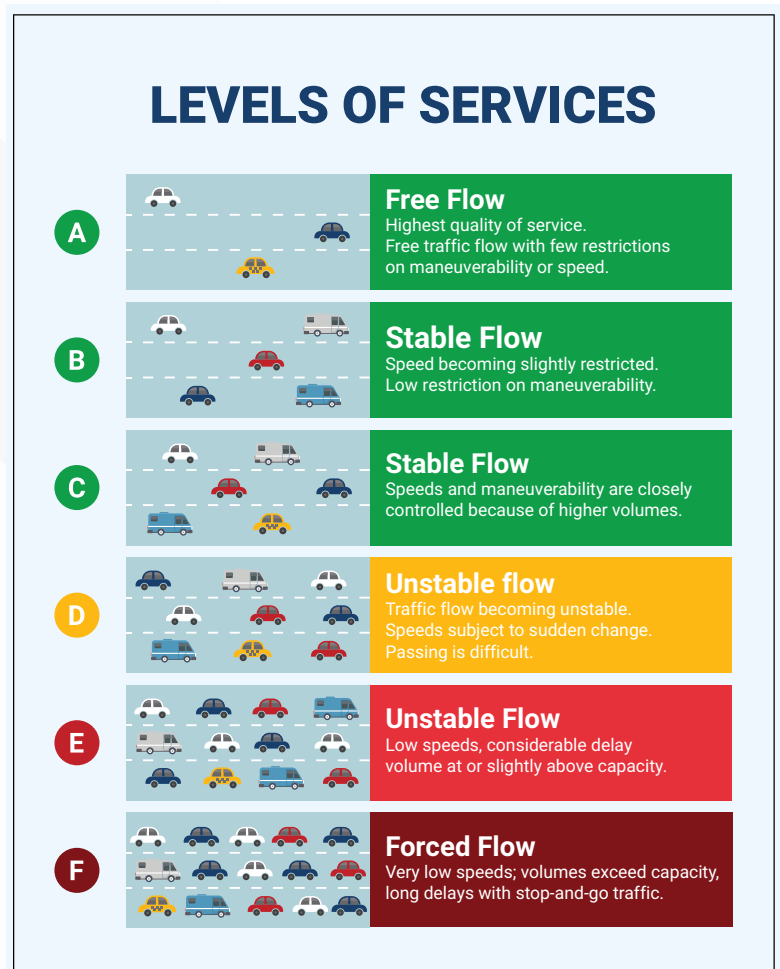 LEVELS OF SERVICES
A
Free Flow
Highest quality of service.
Free traffic flow with few restrictions
on maneuverability or speed.
B
Stable Flow
Speed becoming slightly restricted.
Low restriction on maneuverability.
C
Stable Flow
Speeds and maneuverability are closely
controlled because of higher volumes.
D
Unstable flow
Traffic flow becoming unstable.
Speeds subject to sudden change.
Passing is difficult.
E
Unstable Flow
Low speeds, considerable delay
volume at or slightly above capacity.
F
Forced Flow
Very low speeds; volumes exceed capacity,
long delays with stop-and-go traffic.